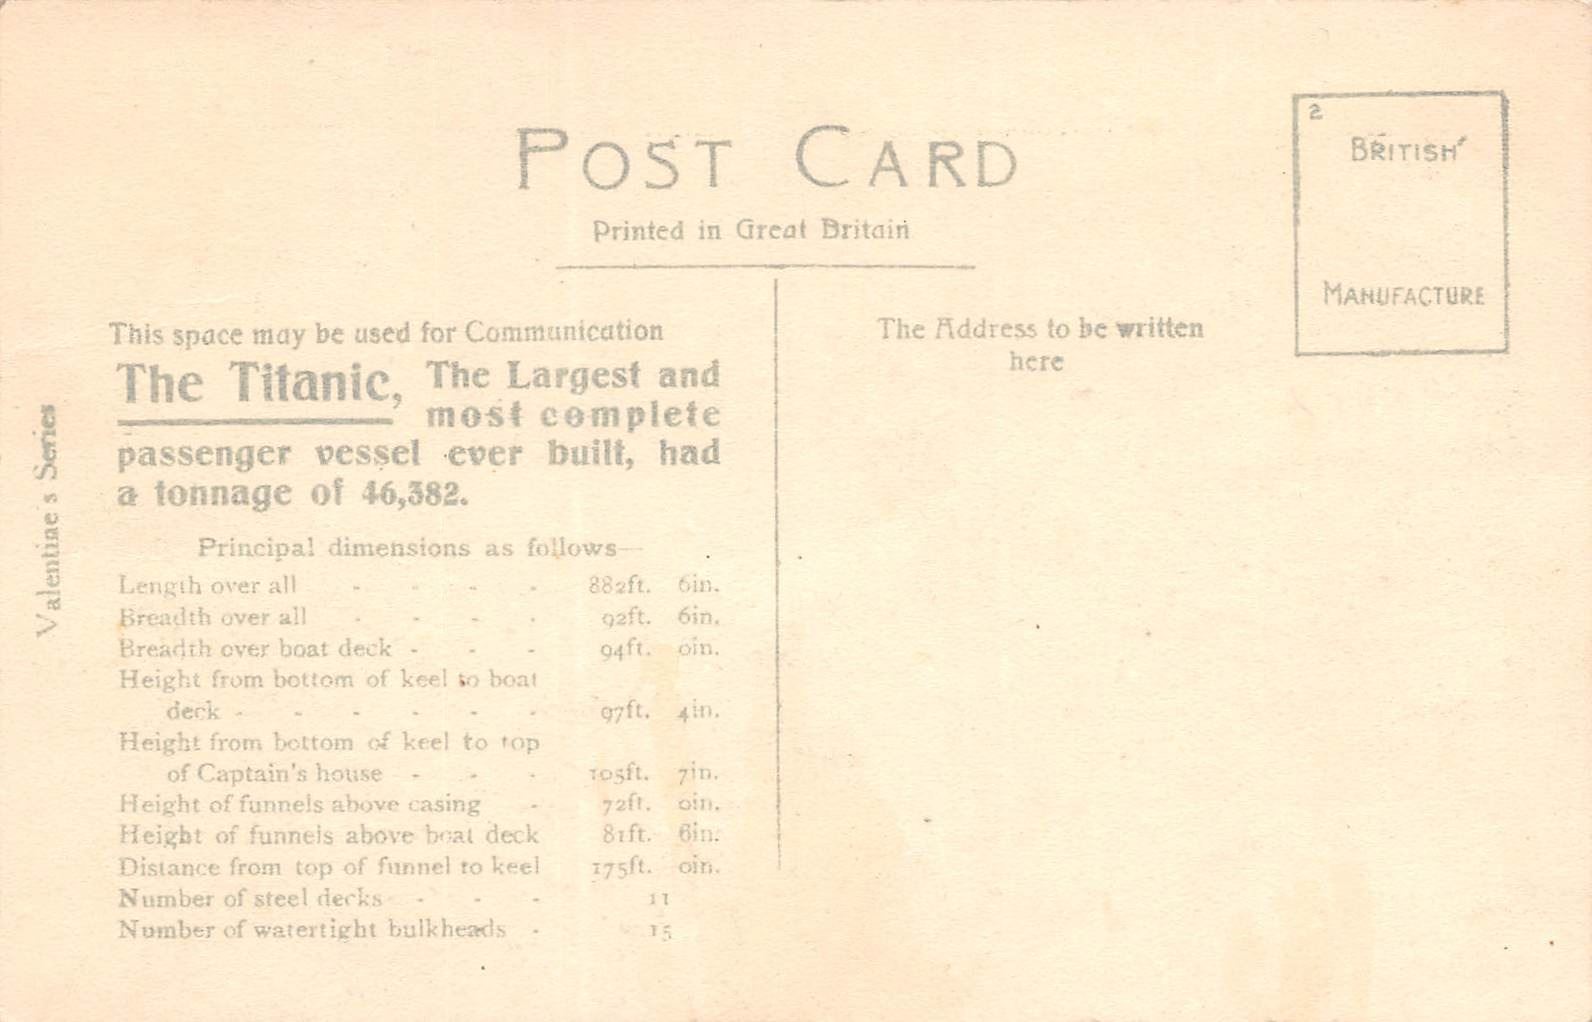 POST CARD
Printed in Great Britain
2
BRITISH
MANUFACTURE
This space may be used for Communication
The Address to be written
here
The Titanic, The Largest and
most complete
passenger vessel ever built, had
a tonnage of 46,382.
Valentine's Series
Principal dimensions as follows—
Length over all - - - - 882ft. 6in.
Breadth over all - - - - 92ft. 6in.
Breadth over boat deck - - - 94ft. 0in.
Height from bottom of keel to boat
deck - - - - - - 97ft. 4in.
Height from bottom of keel to top
of Captain's house - - - 105ft. 7in.
Height of funnels above casing - 72ft. 0in.
Height of funnels above boat deck 81ft. 6in.
Distance from top of funnel to keel 175ft. 0in.
Number of steel decks - - - 11
Number of watertight bulkheads - 15